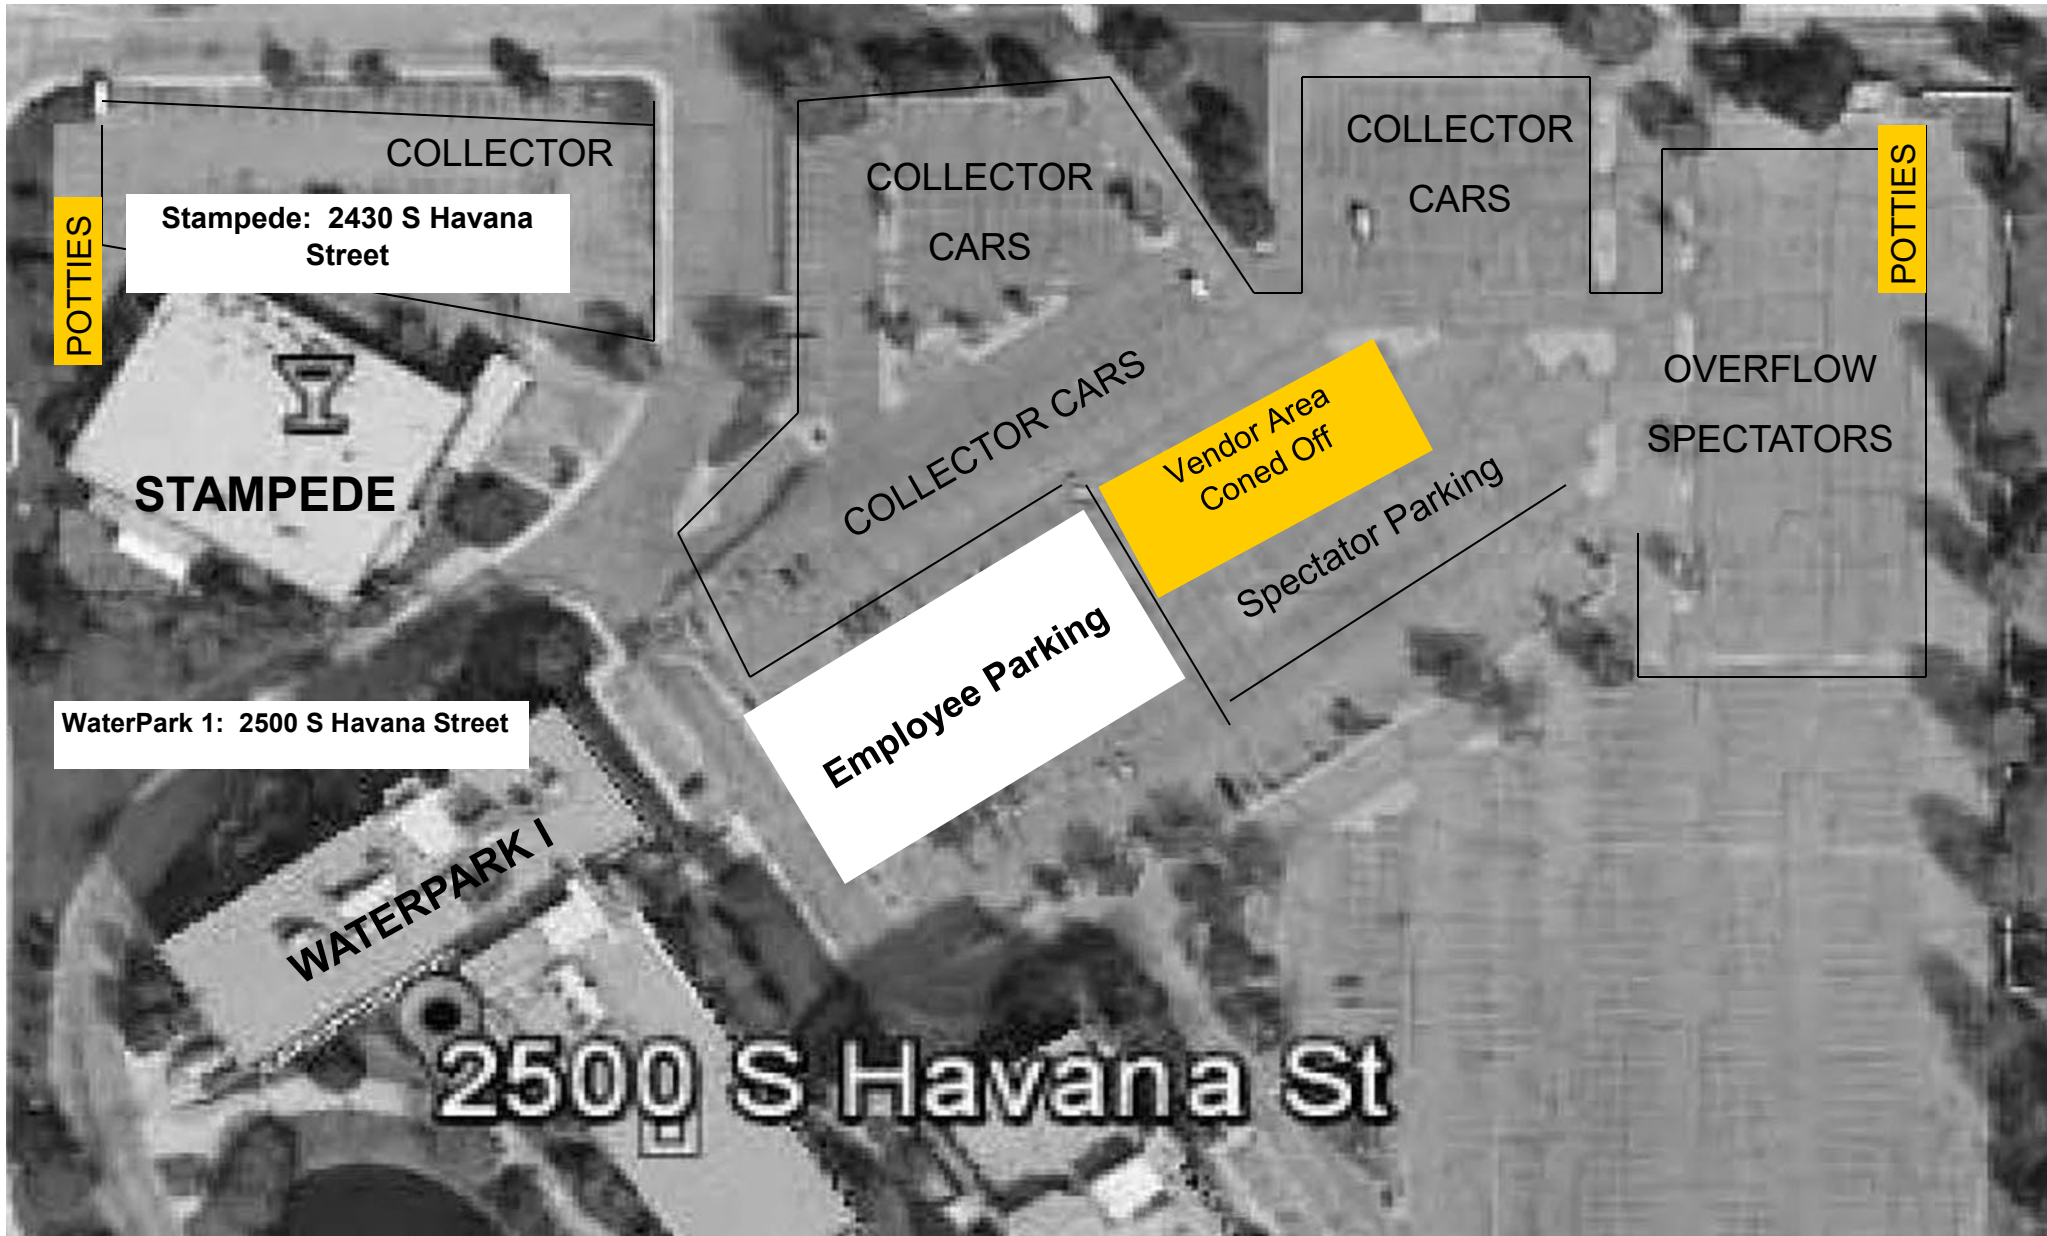 COLLECTOR
COLLECTOR
CARS
COLLECTOR
CARS
POTTIES
Stampede:  2430 S Havana
Street
POTTIES
COLLECTOR CARS
Vendor Area
Coned Off
OVERFLOW
SPECTATORS
STAMPEDE
Spectator Parking
Employee Parking
WaterPark 1:  2500 S Havana Street
WATERPARK I
2500 S Havana St